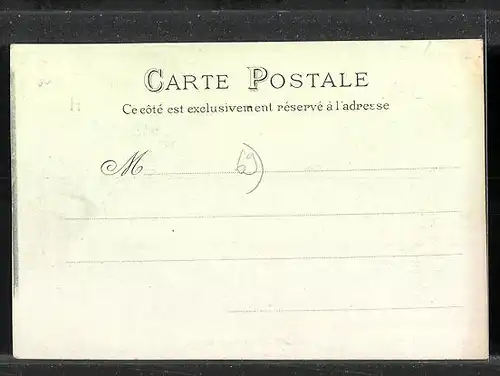 CARTE POSTALE
Ce côté est exclusivement réservé à l'adresse
M